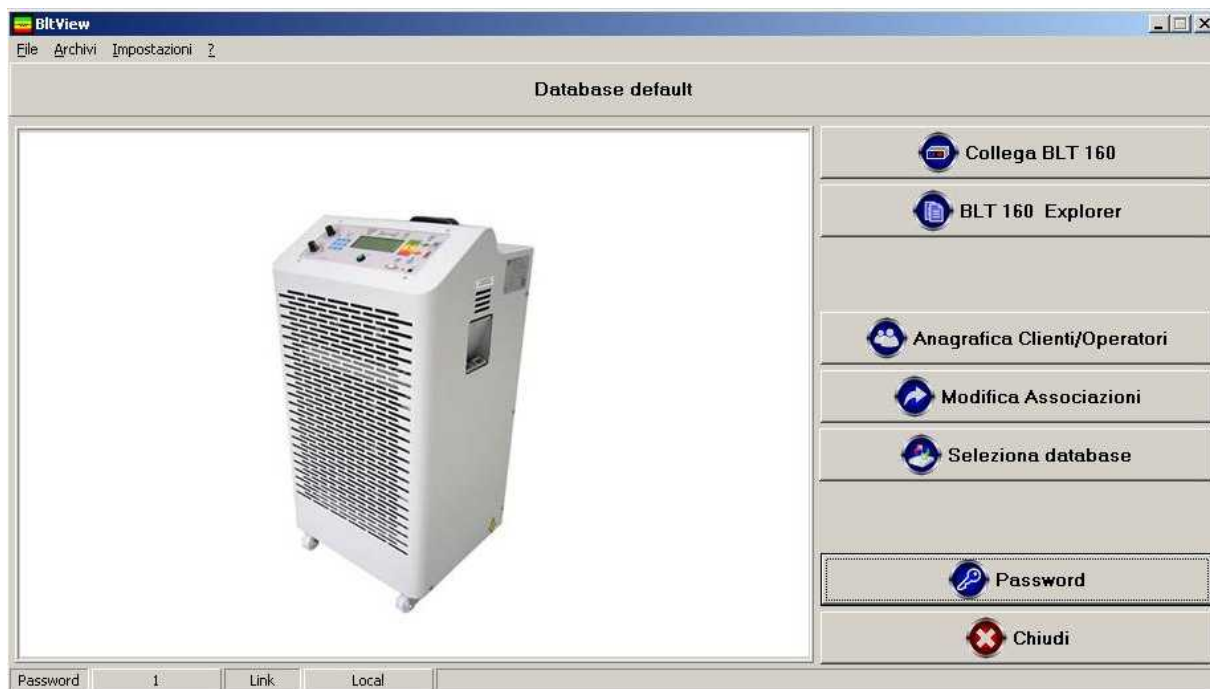 BltView
File Archivi Impostazioni ?
Database default
Collega BLT 160
BLT 160 Explorer
Anagrafica Clienti/Operatori
Modifica Associazioni
Seleziona database
Password
Chiudi
Password 1 Link Local